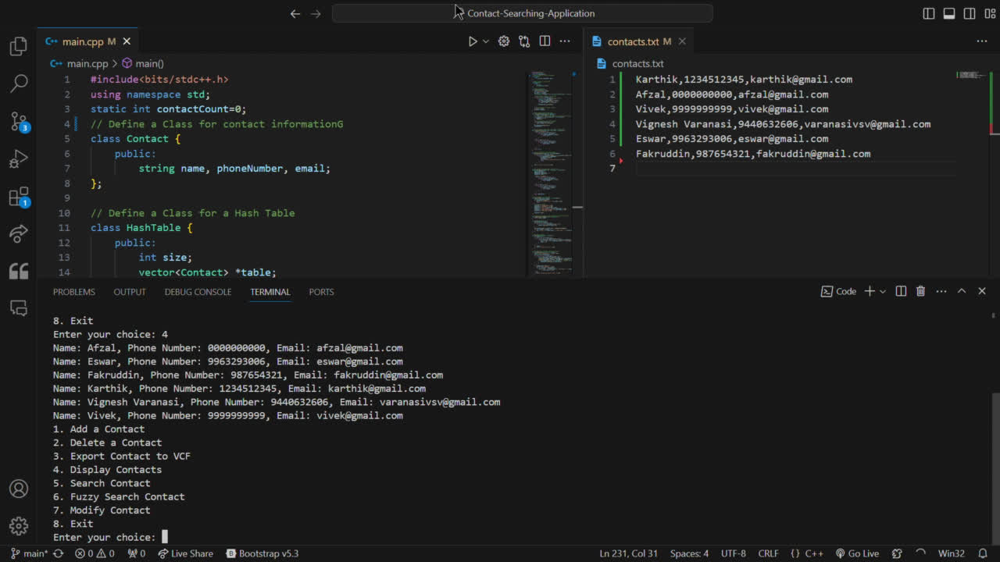 Contact-Searching-Application
main.cpp M
contacts.txt M
main.cpp > main()
contacts.txt
1 #include<bits/stdc++.h>
2 using namespace std;
3 static int contactCount=0;
4 // Define a Class for contact informationG
5 class Contact {
6 public:
7 string name, phoneNumber, email;
8 };
9
10 // Define a Class for a Hash Table
11 class HashTable {
12 public:
13 int size;
14 vector<Contact> *table;
1 Karthik,1234512345,karthik@gmail.com
2 Afzal,0000000000,afzal@gmail.com
3 Vivek,9999999999,vivek@gmail.com
4 Vignesh Varanasi,9440632606,varanasivsv@gmail.com
5 Eswar,9963293006,eswar@gmail.com
6 Fakruddin,987654321,fakruddin@gmail.com
7
3
1
PROBLEMS OUTPUT DEBUG CONSOLE TERMINAL PORTS
Code
8. Exit
Enter your choice: 4
Name: Afzal, Phone Number: 0000000000, Email: afzal@gmail.com
Name: Eswar, Phone Number: 9963293006, Email: eswar@gmail.com
Name: Fakruddin, Phone Number: 987654321, Email: fakruddin@gmail.com
Name: Karthik, Phone Number: 1234512345, Email: karthik@gmail.com
Name: Vignesh Varanasi, Phone Number: 9440632606, Email: varanasivsv@gmail.com
Name: Vivek, Phone Number: 9999999999, Email: vivek@gmail.com
1. Add a Contact
2. Delete a Contact
3. Export Contact to VCF
4. Display Contacts
5. Search Contact
6. Fuzzy Search Contact
7. Modify Contact
8. Exit
Enter your choice:
main* 0 0 0 Live Share B Bootstrap v5.3 Ln 231, Col 31 Spaces: 4 UTF-8 CRLF {} C++ Go Live Win32